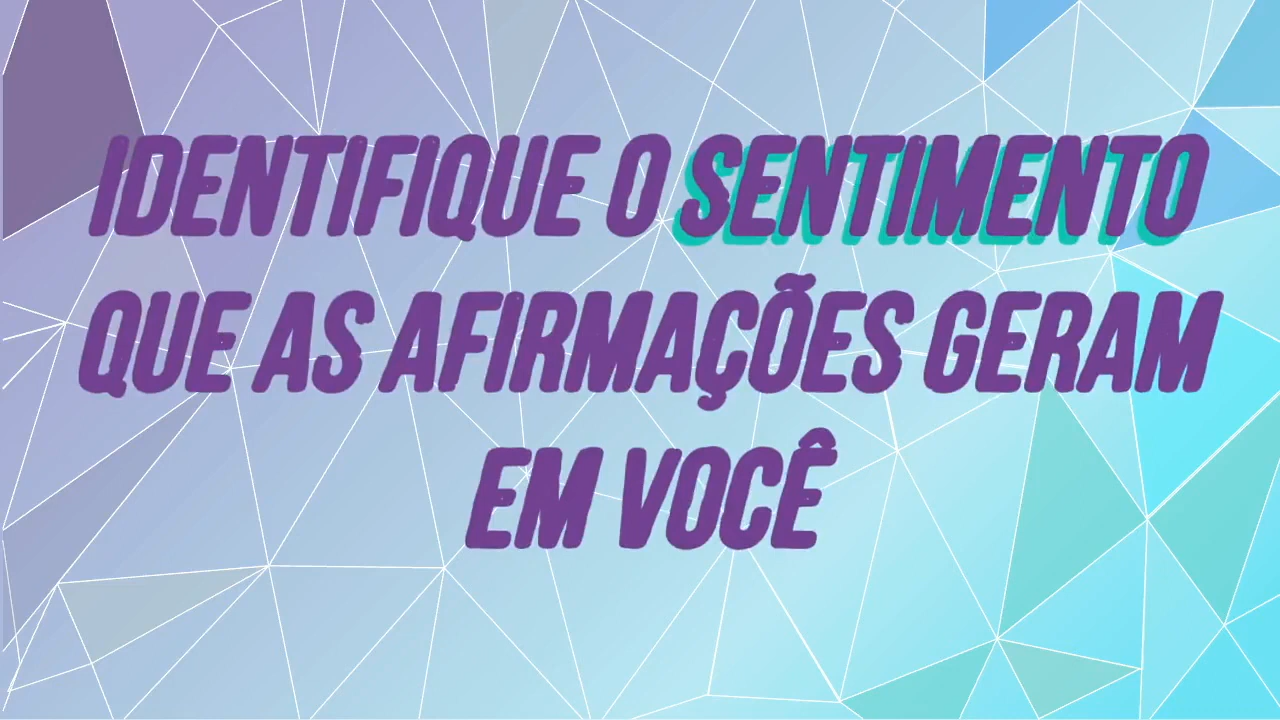 IDENTIFIQUE O SENTIMENTO
QUE AS AFIRMAÇÕES GERAM
EM VOCÊ